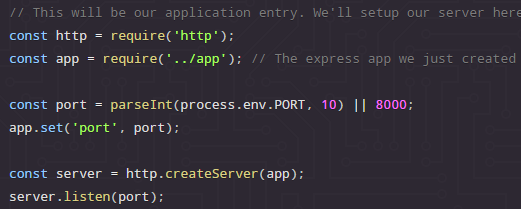 // This will be our application entry. We'll setup our server here
const http = require('http');
const app = require('../app'); // The express app we just created
const port = parseInt(process.env.PORT, 10) || 8000;
app.set('port', port);
const server = http.createServer(app);
server.listen(port);